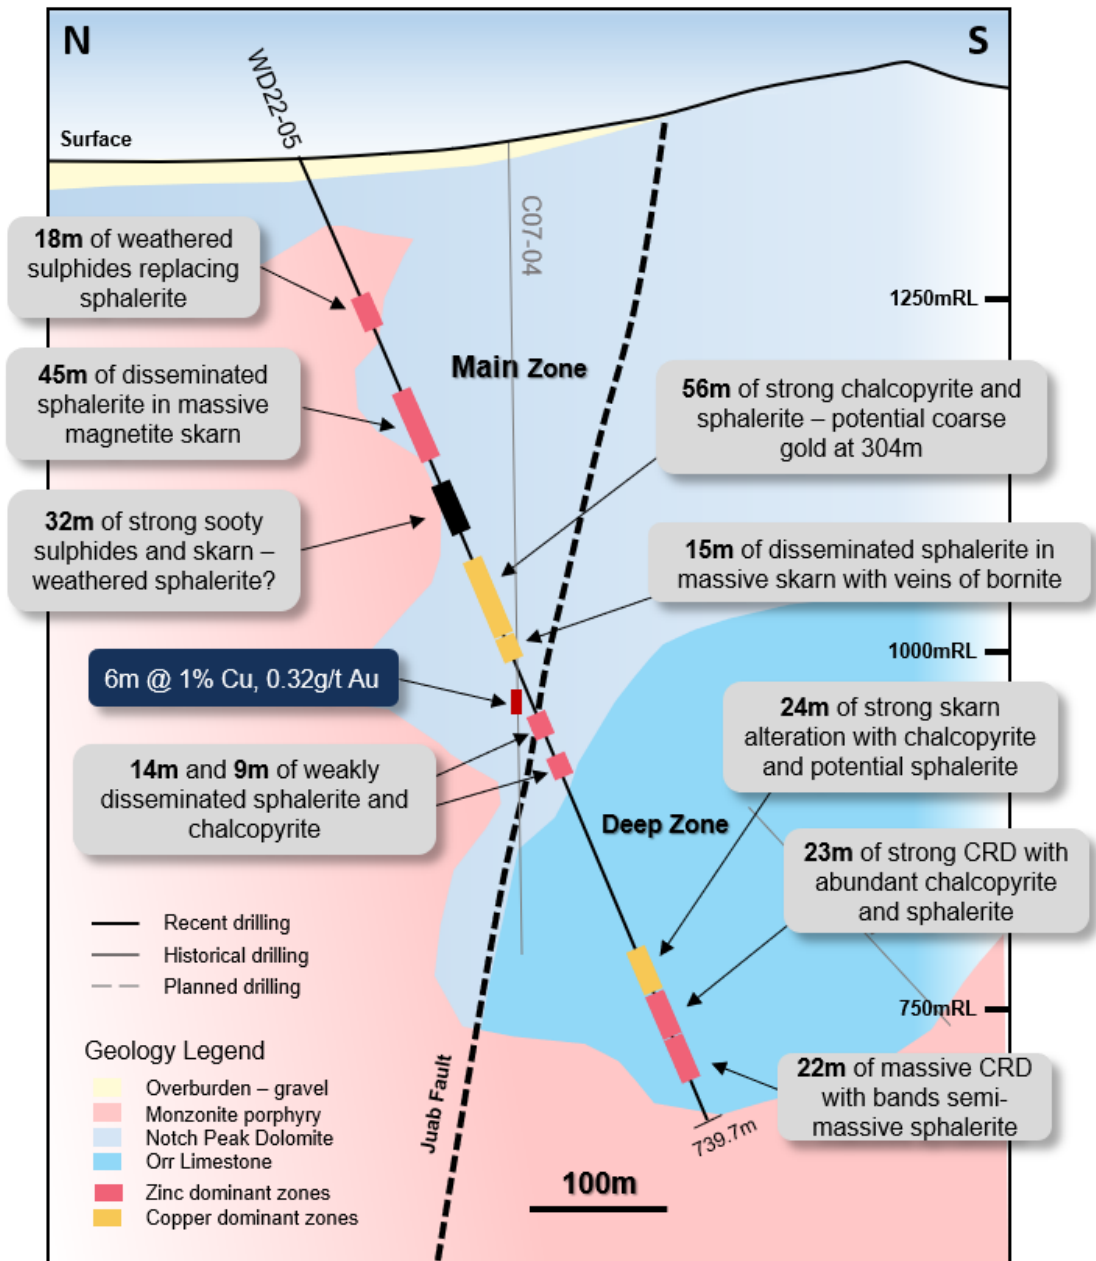 N
S
WD22-05
Surface
C07-04
18m of weathered
sulphides replacing
sphalerite
1250mRL
Main Zone
45m of disseminated
sphalerite in massive
magnetite skarn
56m of strong chalcopyrite and
sphalerite – potential coarse
gold at 304m
32m of strong sooty
sulphides and skarn –
weathered sphalerite?
15m of disseminated sphalerite in
massive skarn with veins of bornite
1000mRL
6m @ 1% Cu, 0.32g/t Au
24m of strong skarn
alteration with chalcopyrite
and potential sphalerite
14m and 9m of weakly
disseminated sphalerite and
chalcopyrite
Deep Zone
23m of strong CRD with
abundant chalcopyrite
and sphalerite
Recent drilling
Historical drilling
Planned drilling
750mRL
Geology Legend
Overburden – gravel
Monzonite porphyry
Notch Peak Dolomite
Orr Limestone
Zinc dominant zones
Copper dominant zones
Juab Fault
22m of massive CRD
with bands semi-
massive sphalerite
739.7m
100m